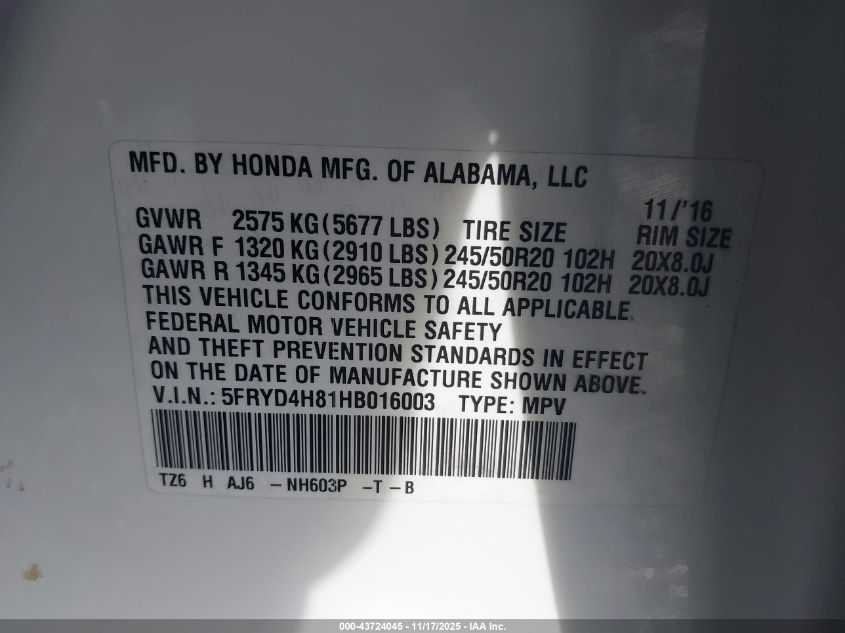 MFD. BY HONDA MFG. OF ALABAMA, LLC
11/'16
GVWR 2575 KG (5677 LBS) TIRE SIZE RIM SIZE
GAWR F 1320 KG (2910 LBS) 245/50R20 102H 20X8.0J
GAWR R 1345 KG (2965 LBS) 245/50R20 102H 20X8.0J
THIS VEHICLE CONFORMS TO ALL APPLICABLE
FEDERAL MOTOR VEHICLE SAFETY
AND THEFT PREVENTION STANDARDS IN EFFECT
ON THE DATE OF MANUFACTURE SHOWN ABOVE.
V.I.N.: 5FRYD4H81HB016003 TYPE: MPV
TZ6 H AJ6 -NH603P -T-B
000-43724045 - 11/17/2025 - IAA Inc.